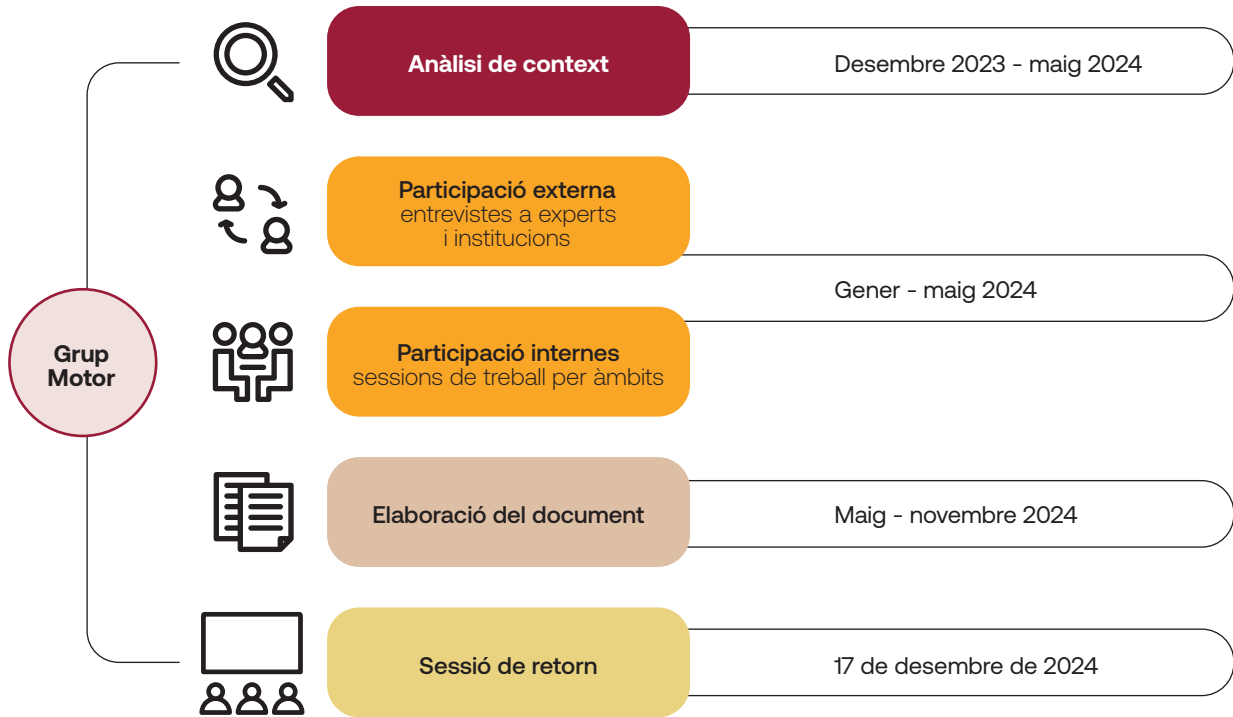 Anàlisi de context
Desembre 2023 - maig 2024
Participació externa
entrevistes a experts
i institucions
Gener - maig 2024
Grup
Motor
Participació internes
sessions de treball per àmbits
Elaboració del document
Maig - novembre 2024
Sessió de retorn
17 de desembre de 2024